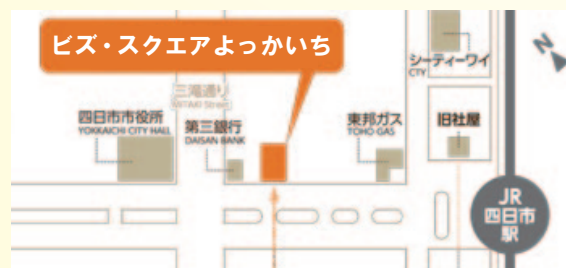 ビズ・スクエアよっかいち
N
シーティーワイ
CTY
三滝通り
MITAKI Street
四日市市役所
YOKKAICHI CITY HALL
第三銀行
DAISAN BANK
東邦ガス
TOHO-GAS
旧社屋
JR
四日市
駅